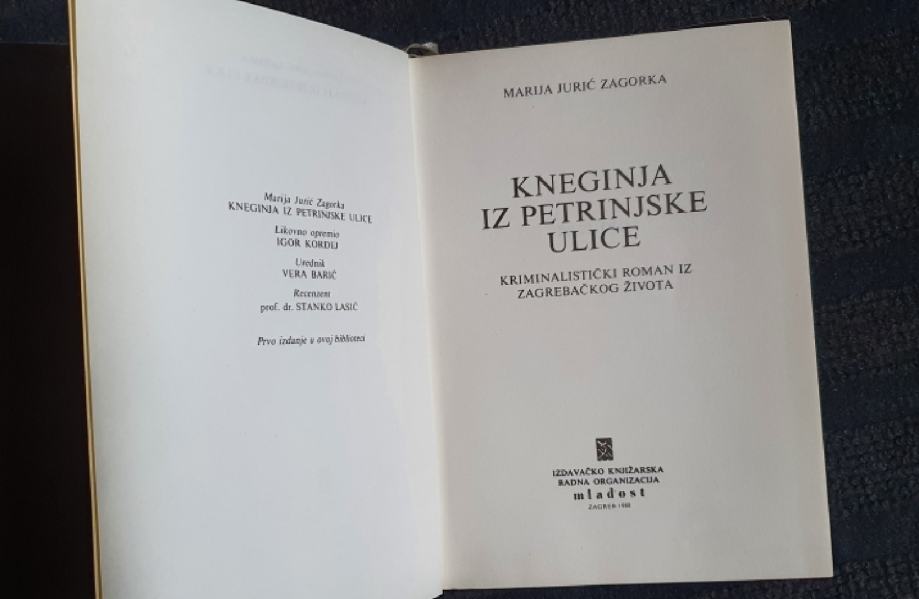 Marija Jurić Zagorka
KNEGINJA IZ PETRINJSKE ULICE
Likovno opremio
IGOR KORDEJ
Urednik
VERA BARIĆ
Recenzent
prof. dr. STANKO LASIĆ
Prvo izdanje u ovoj biblioteci
MARIJA JURIĆ ZAGORKA
KNEGINJA
IZ PETRINJSKE
ULICE
KRIMINALISTIČKI ROMAN IZ
ZAGREBAČKOG ŽIVOTA
IZDAVAČKO KNJIŽARSKA
RADNA ORGANIZACIJA
mladost
ZAGREB